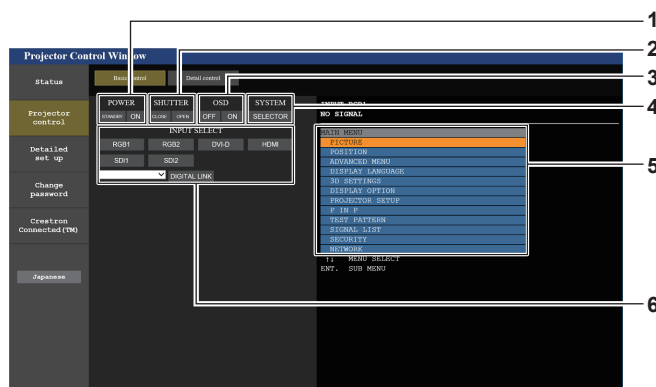 1
2
Projector Control Window
3
Status
Basic control
Detail control
4
POWER SHUTTER OSD SYSTEM
STANDBY ON CLOSE OPEN OFF ON SELECTOR
INPUT RGB1
NO SIGNAL
Projector
control
INPUT SELECT
RGB1 RGB2 DVI-D HDMI
SDI1 SDI2
DIGITAL LINK
MAIN MENU
PICTURE
POSITION
ADVANCED MENU
DISPLAY LANGUAGE
3D SETTINGS
DISPLAY OPTION
PROJECTOR SETUP
P IN P
TEST PATTERN
SIGNAL LIST
SECURITY
NETWORK
↑↓ MENU SELECT
ENT. SUB MENU
5
Detailed
set up
Change
password
Crestron
Connected(TM)
Japanese
6